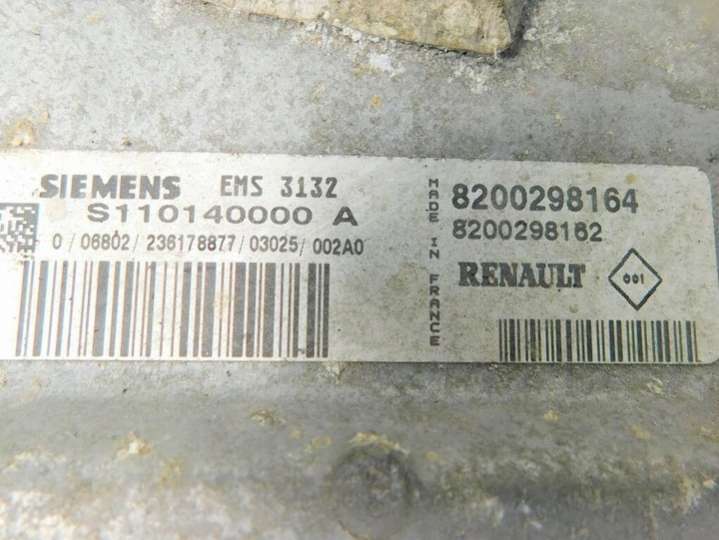 SIEMENS EMS 3132
S110140000 A
0 / 06802 / 236178877 / 03025 / 002A0
MADE IN FRANCE
8200298164
8200298162
RENAULT 001